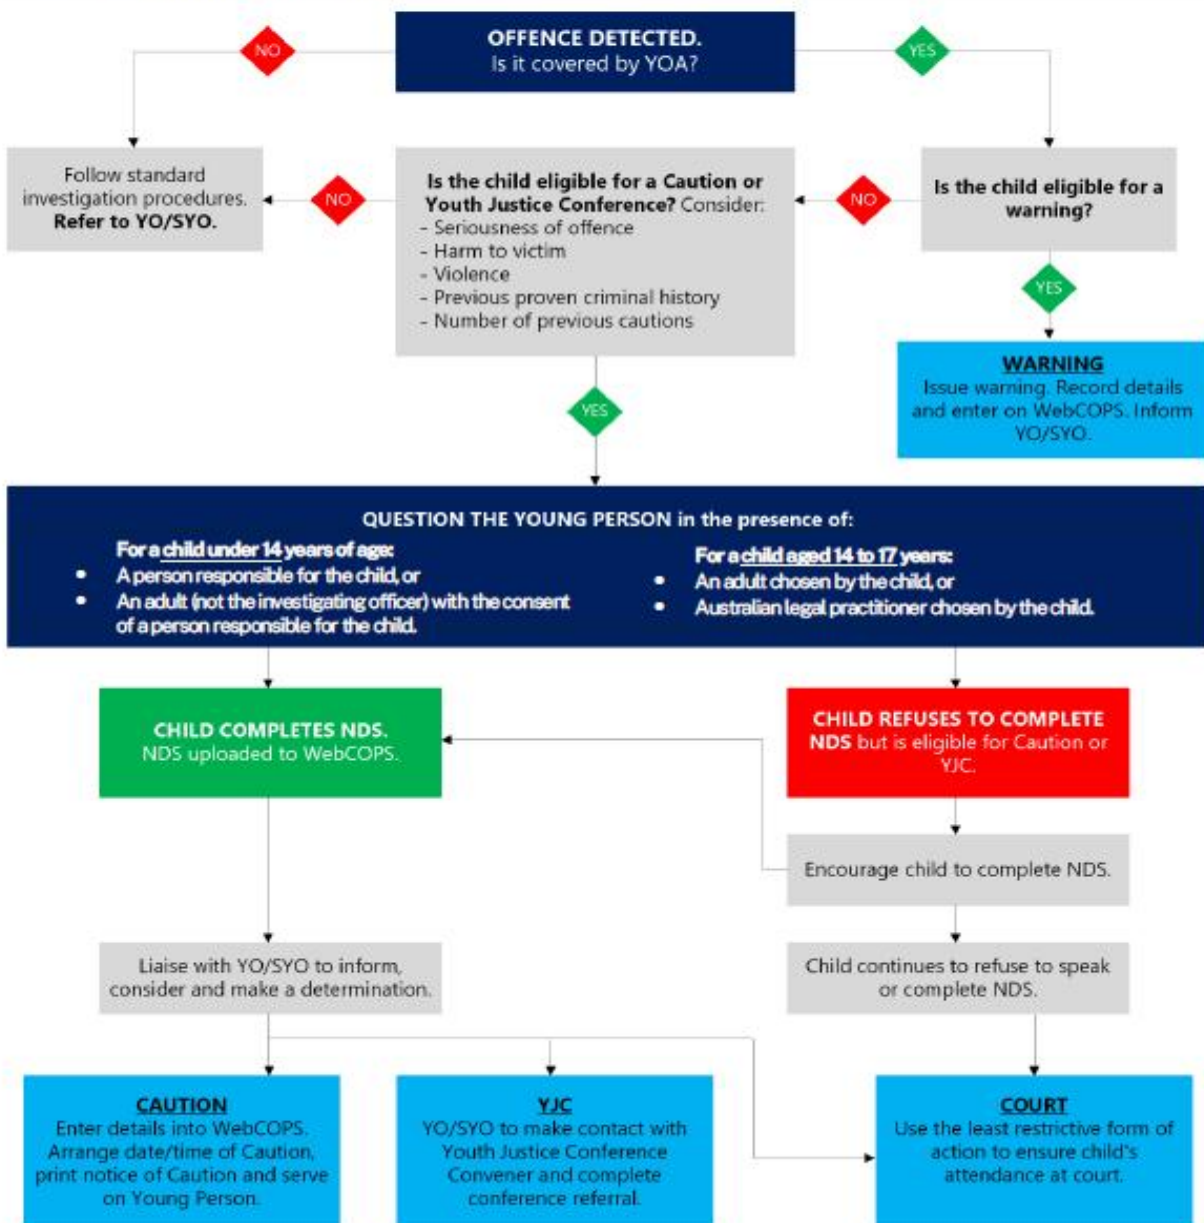 OFFENCE DETECTED.
Is it covered by YOA?
NO
YES
Follow standard
investigation procedures.
Refer to YO/SYO.
NO
Is the child eligible for a Caution or
Youth Justice Conference? Consider:
- Seriousness of offence
- Harm to victim
- Violence
- Previous proven criminal history
- Number of previous cautions
NO
Is the child eligible for a
warning?
YES
WARNING
Issue warning. Record details
and enter on WebCOPS. Inform
YO/SYO.
YES
QUESTION THE YOUNG PERSON in the presence of:
For a child under 14 years of age:
• A person responsible for the child, or
• An adult (not the investigating officer) with the consent
of a person responsible for the child.
For a child aged 14 to 17 years:
• An adult chosen by the child, or
• Australian legal practitioner chosen by the child.
CHILD COMPLETES NDS.
NDS uploaded to WebCOPS.
CHILD REFUSES TO COMPLETE
NDS but is eligible for Caution or
YJC.
Encourage child to complete NDS.
Liaise with YO/SYO to inform,
consider and make a determination.
Child continues to refuse to speak
or complete NDS.
CAUTION
Enter details into WebCOPS.
Arrange date/time of Caution,
print notice of Caution and serve
on Young Person.
YJC
YO/SYO to make contact with
Youth Justice Conference
Convener and complete
conference referral.
COURT
Use the least restrictive form of
action to ensure child's
attendance at court.